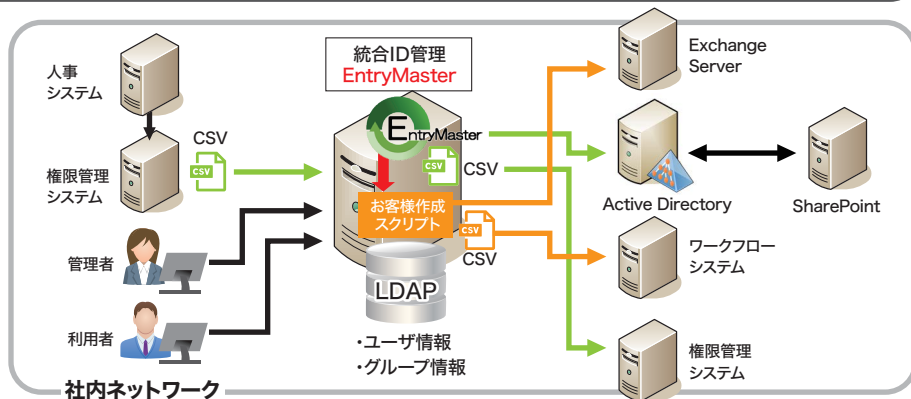 人事
システム
権限管理
システム
CSV
CSV
管理者
利用者
社内ネットワーク
統合ID管理
EntryMaster
EntryMaster
CSV
CSV
お客様作成
スクリプト
CSV
CSV
LDAP
・ユーザ情報
・グループ情報
Exchange
Server
Active Directory
SharePoint
ワークフロー
システム
権限管理
システム